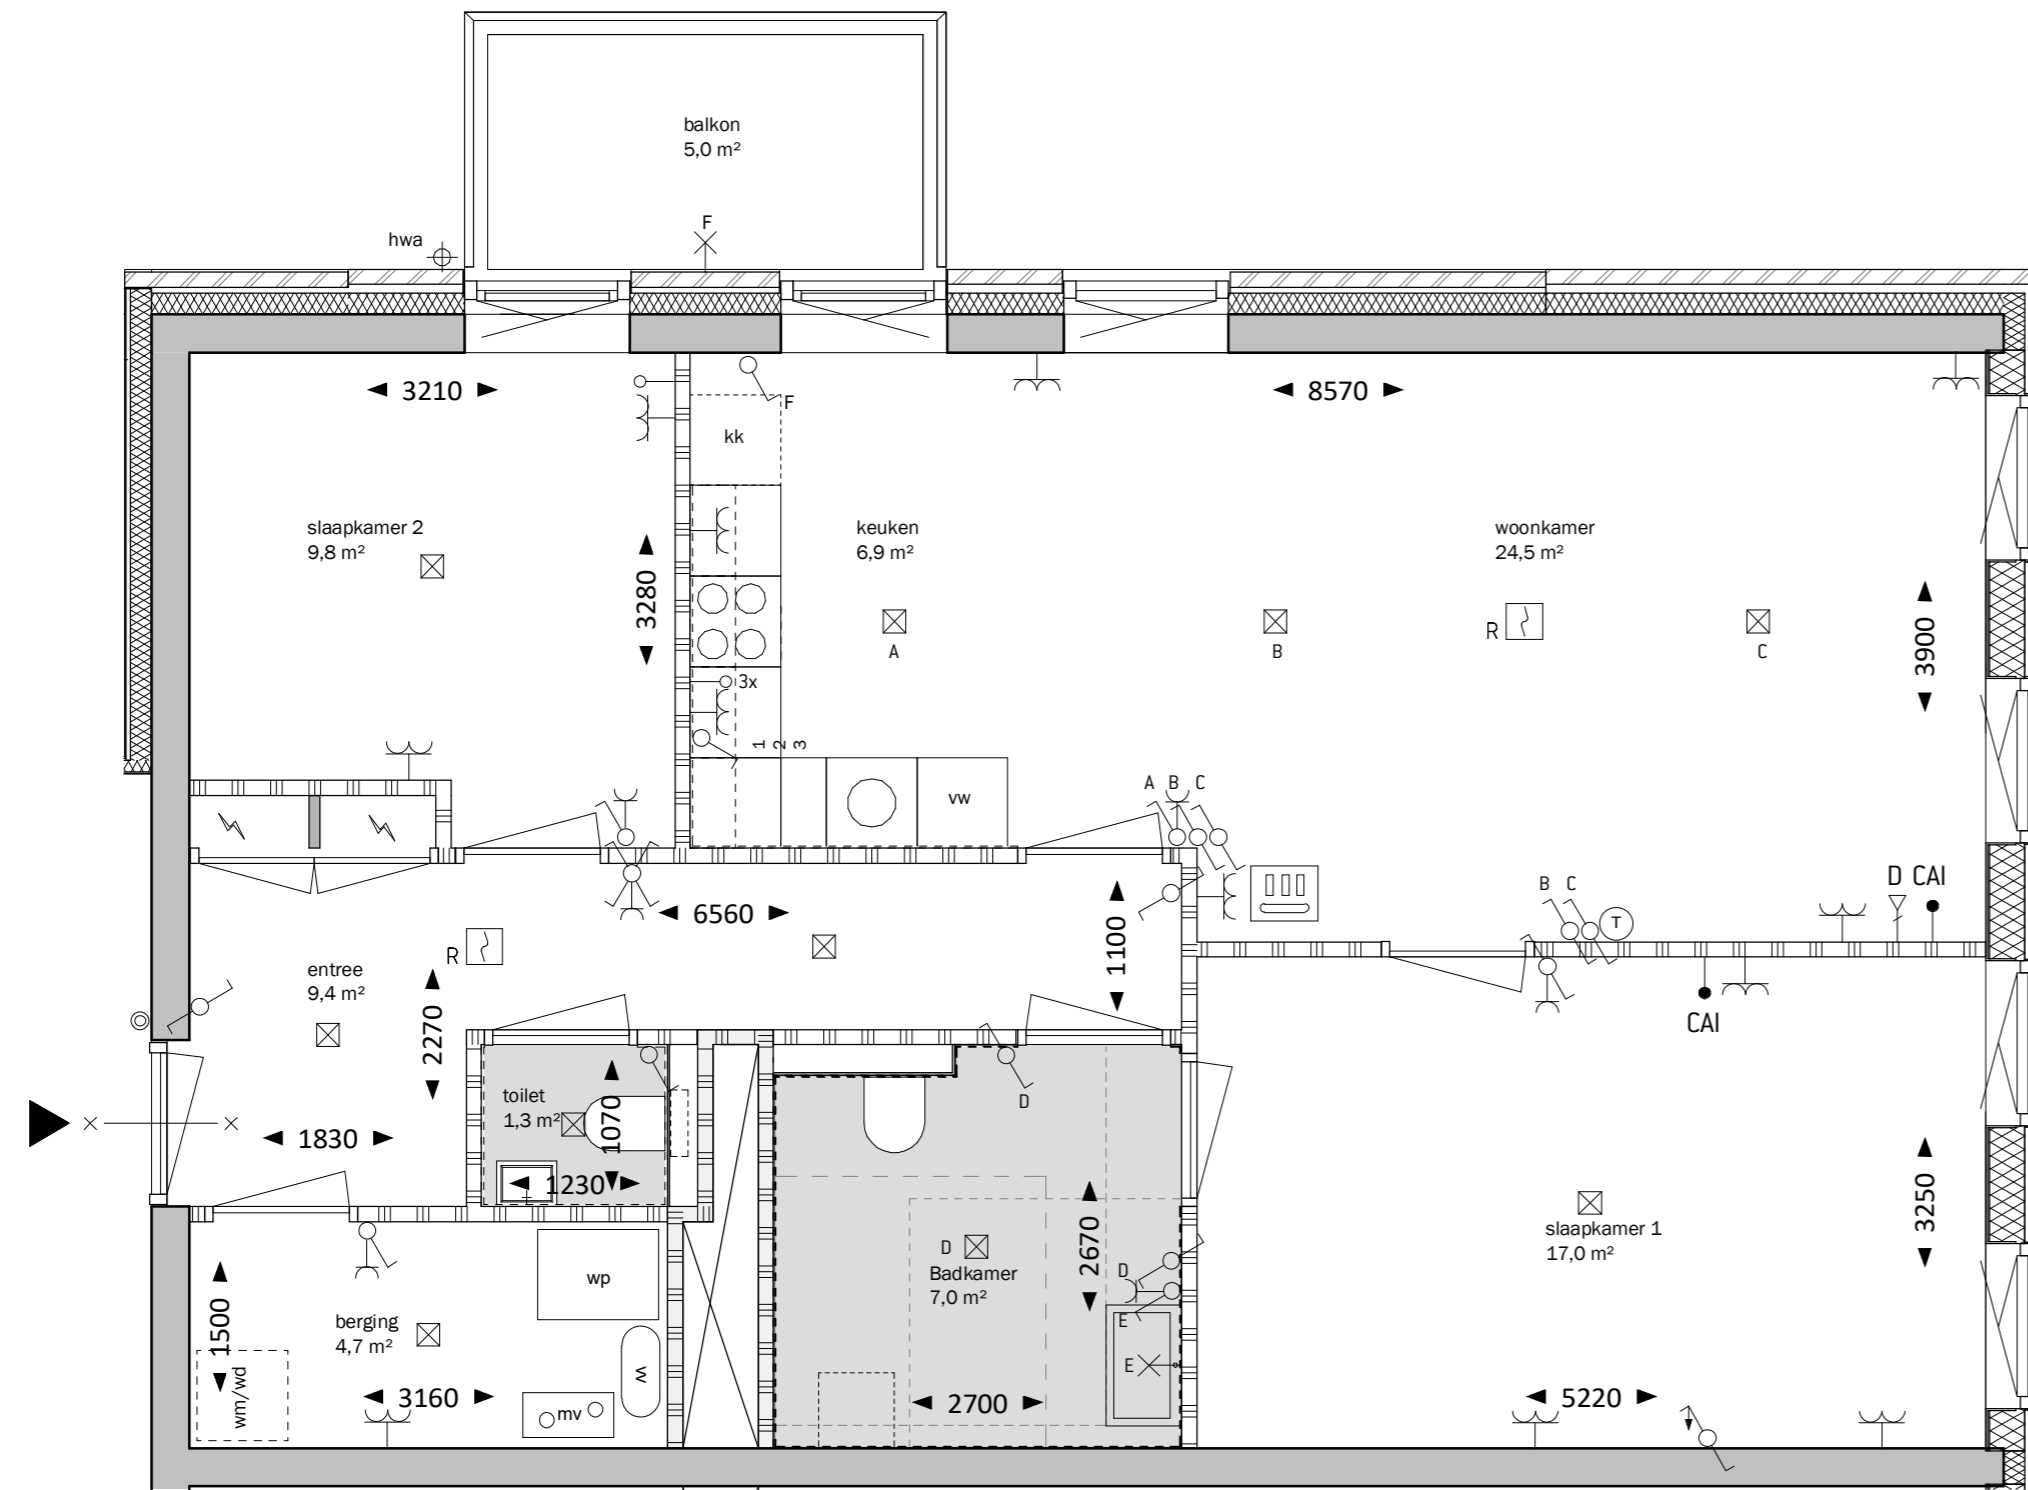 balkon
5,0 m²
F
hwa
3210
8570
F
kk
slaapkamer 2
9,8 m²
keuken
6,9 m²
woonkamer
24,5 m²
3280
A
B
R
C
3900
3x
1 2 3
vw
A B C
6560
1100
B C
T
D CAI
CAI
R
entree
9,4 m²
2270
1830
toilet
1,3 m²
1070
1230
D
2670
D
Badkamer
7,0 m²
D
E
E
2700
slaapkamer 1
17,0 m²
3250
5220
wp
1500
berging
4,7 m²
wm/wd
3160
mv
vv